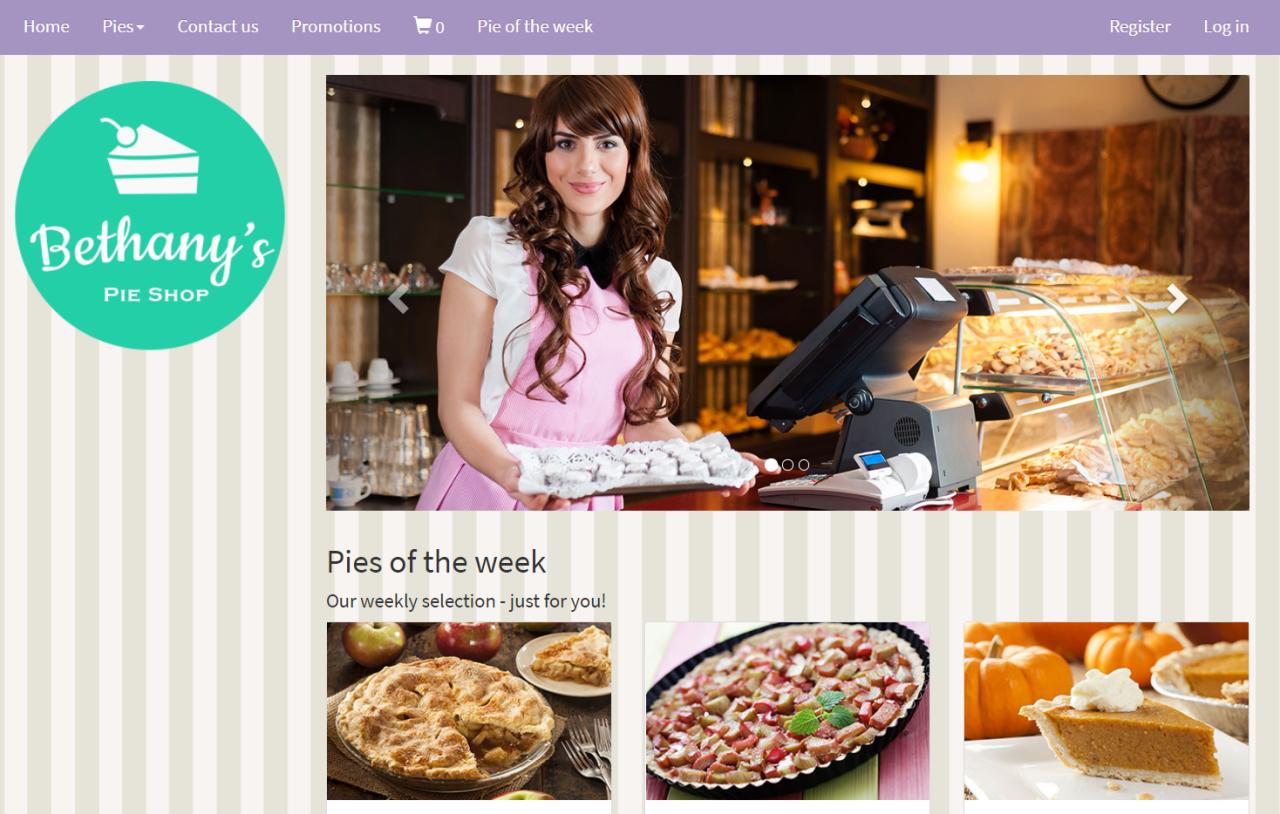 Home Pies Contact us Promotions 0 Pie of the week Register Log in
Bethany's
PIE SHOP
Pies of the week
Our weekly selection - just for you!